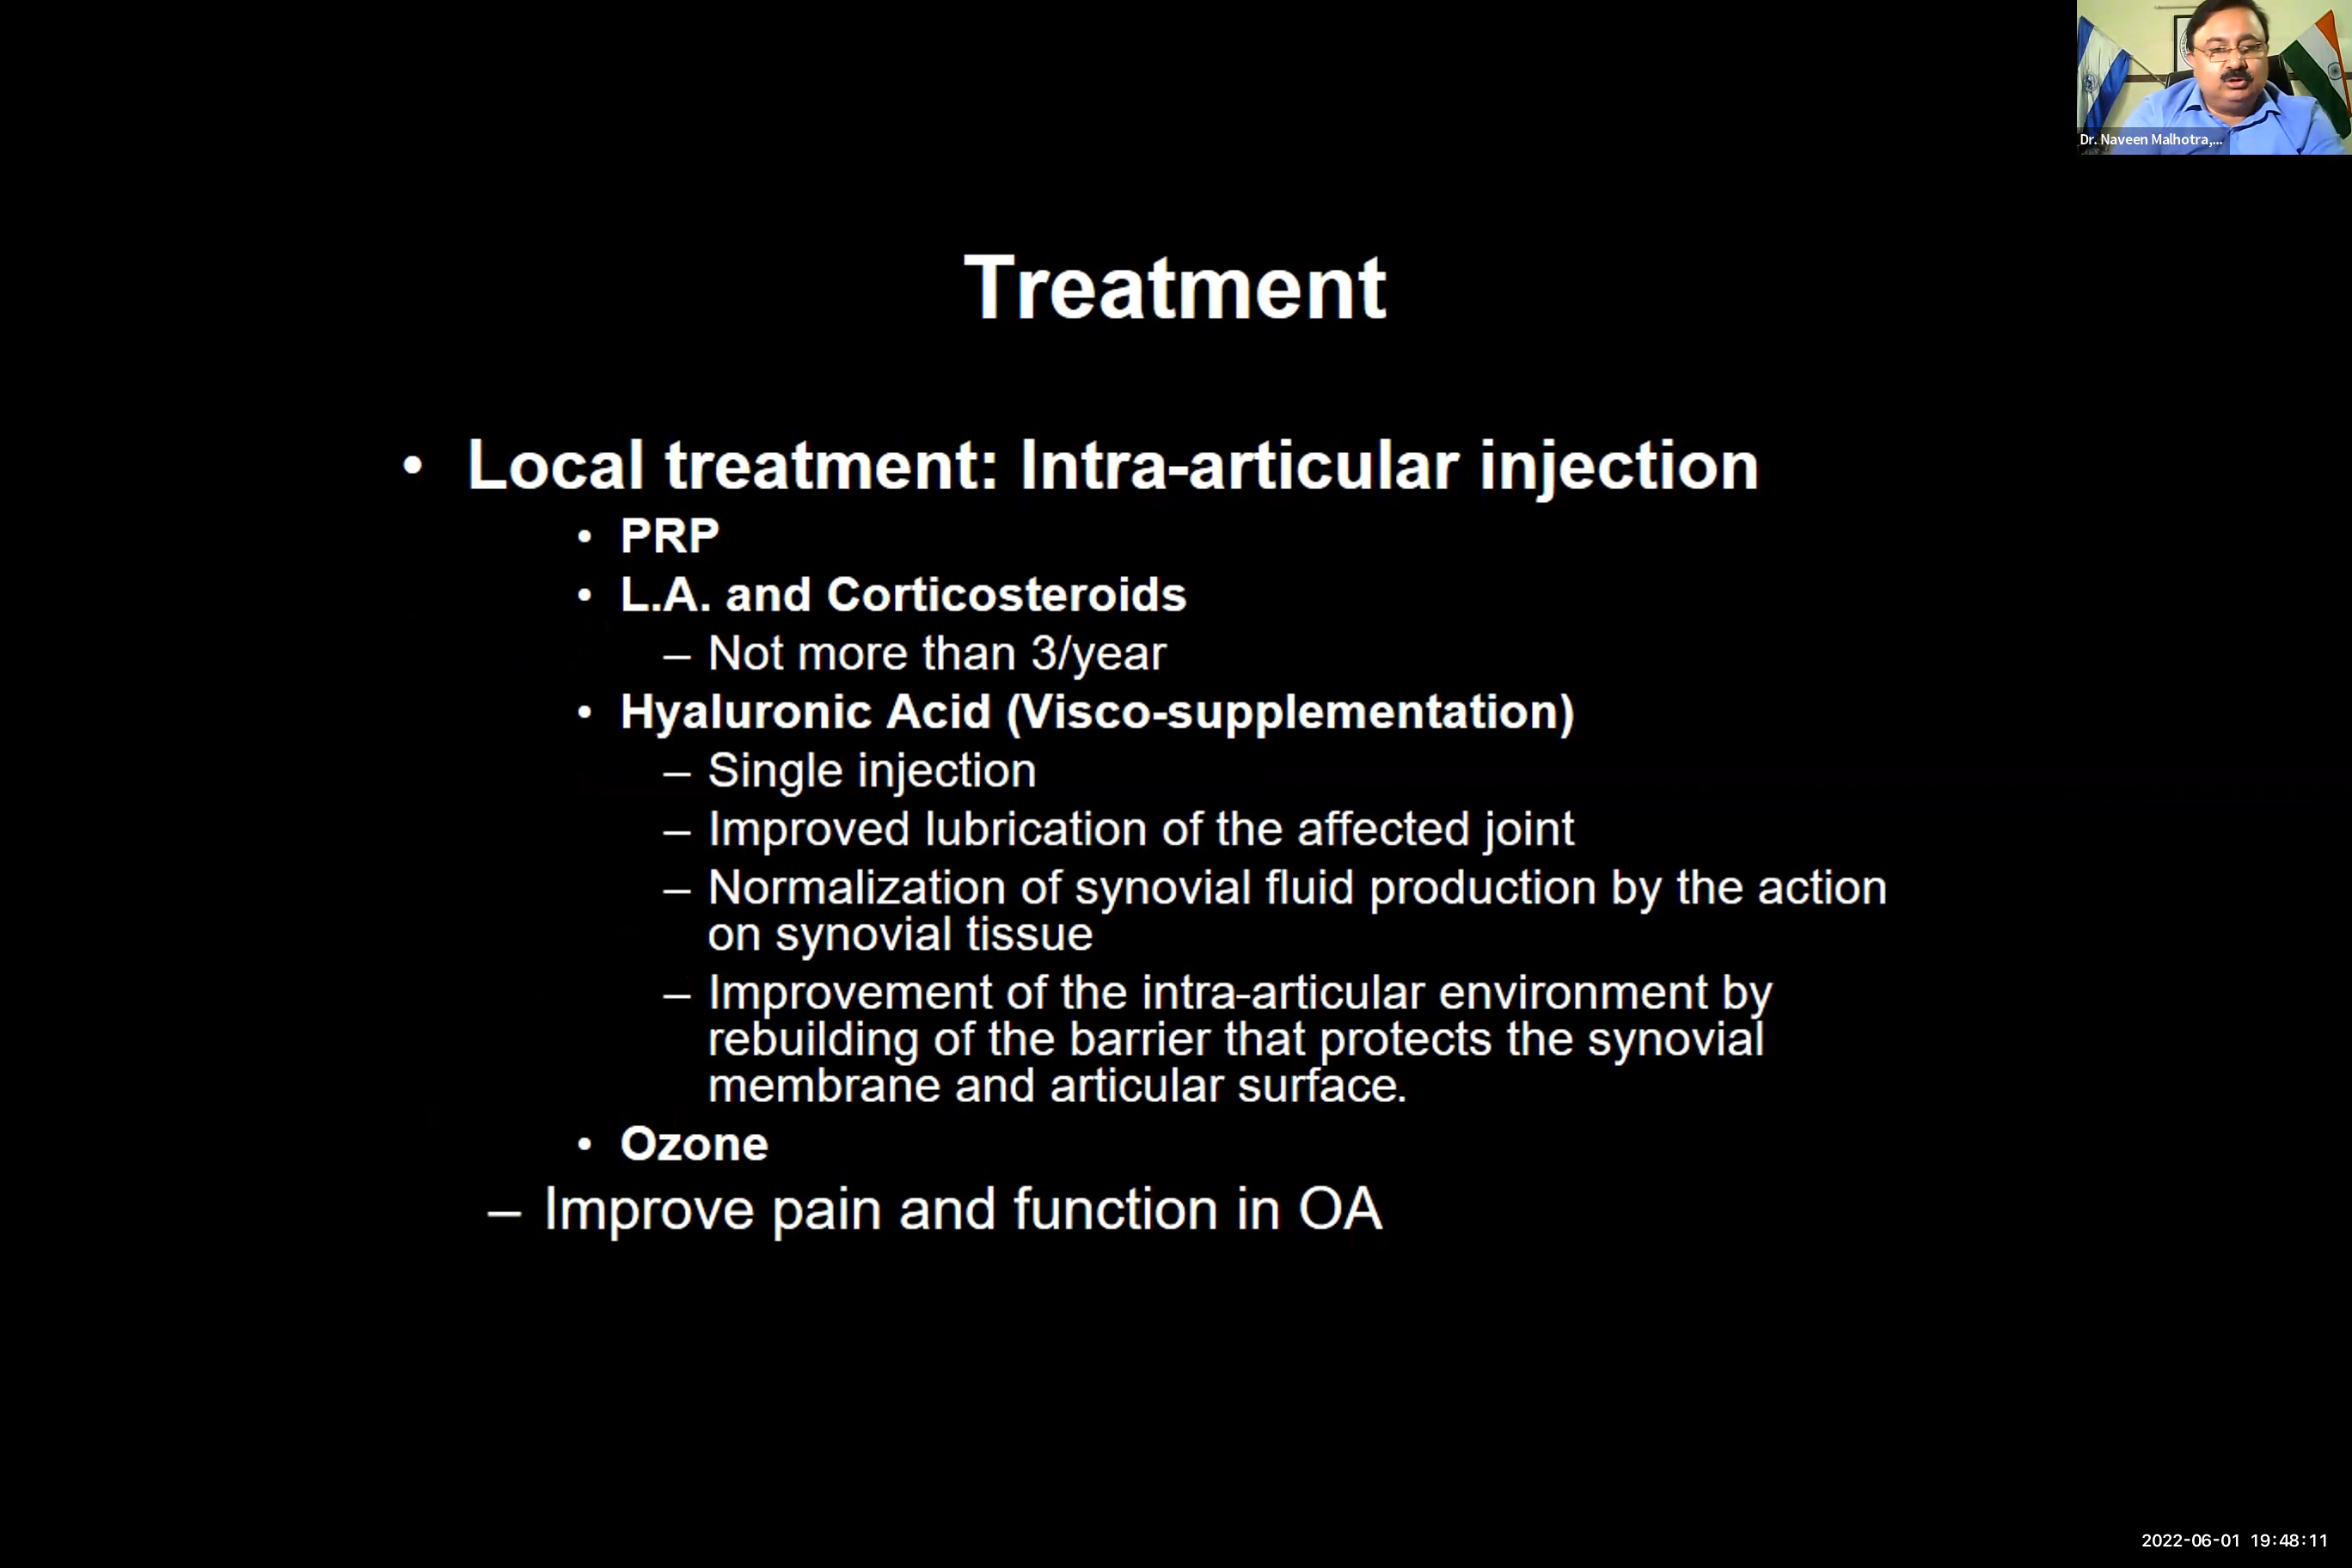 Dr. Naveen Malhotra,...
Treatment
• Local treatment: Intra-articular injection
• PRP
• L.A. and Corticosteroids
– Not more than 3/year
• Hyaluronic Acid (Visco-supplementation)
– Single injection
– Improved lubrication of the affected joint
– Normalization of synovial fluid production by the action
on synovial tissue
– Improvement of the intra-articular environment by
rebuilding of the barrier that protects the synovial
membrane and articular surface.
• Ozone
– Improve pain and function in OA
2022-06-01 19:48:11